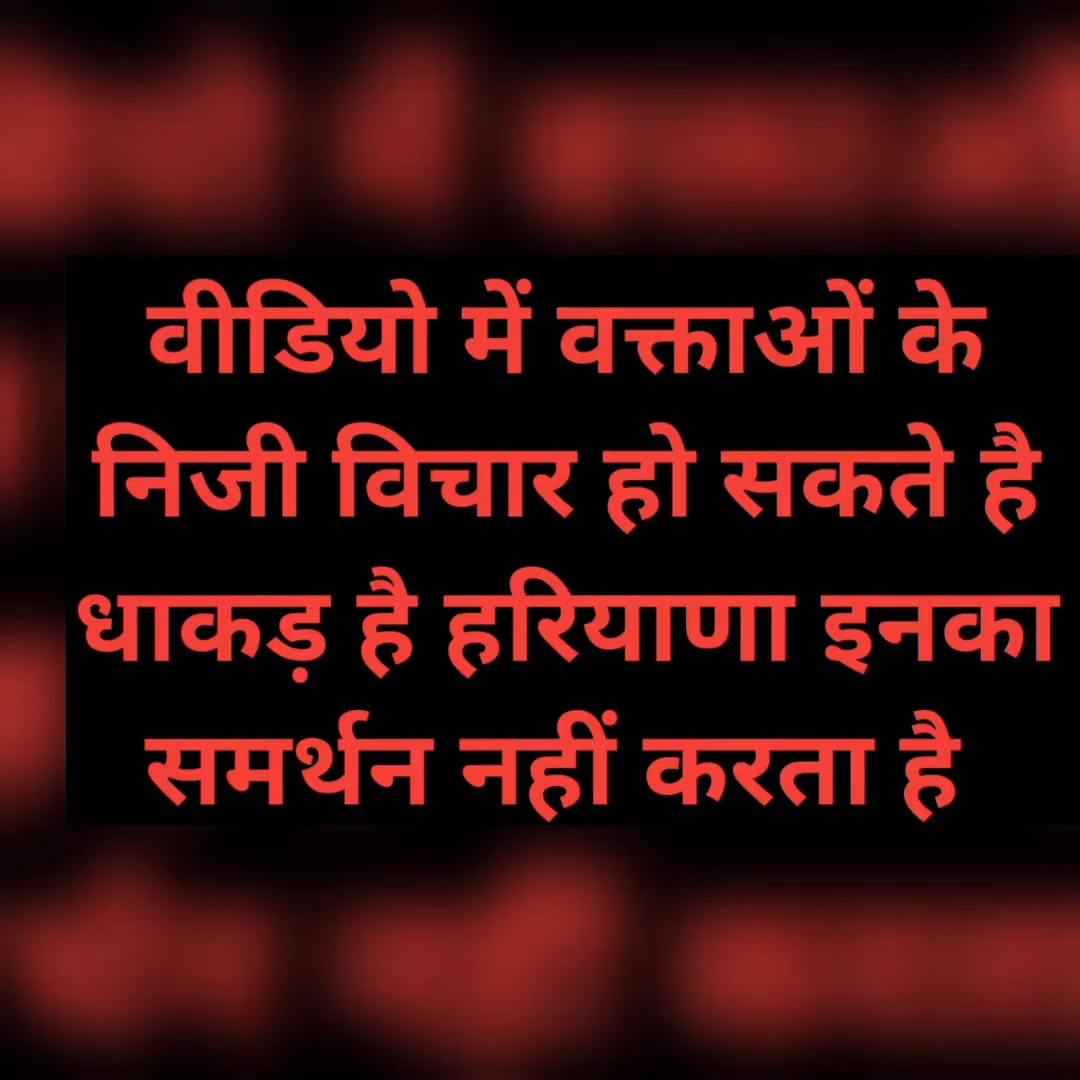 वीडियो में वक्ताओं के
निजी विचार हो सकते है
धाकड़ है हरियाणा इनका
समर्थन नहीं करता है